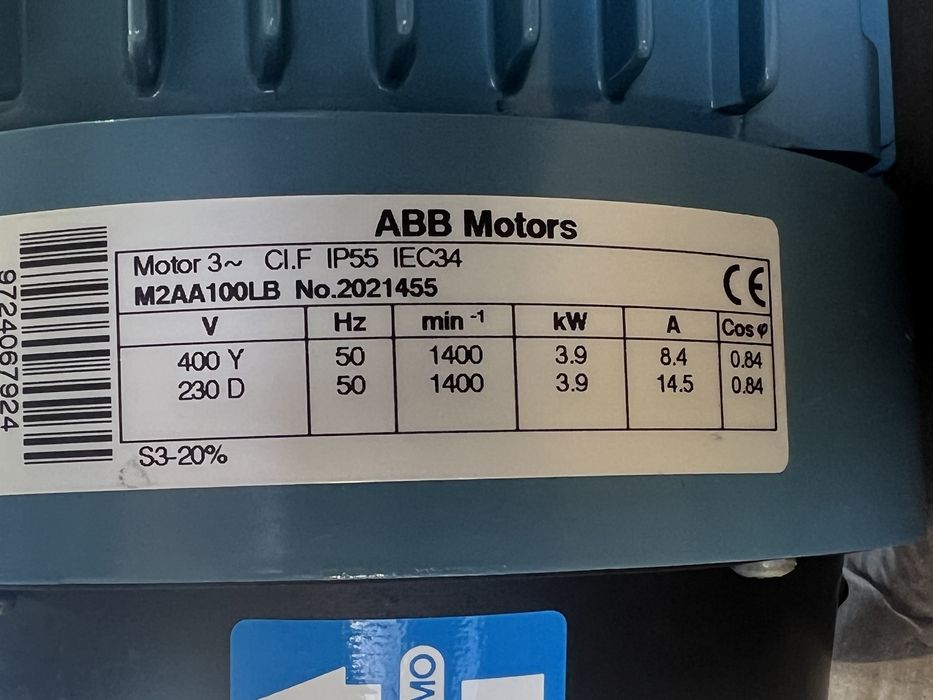 ABB Motors
Motor 3~ Cl.F IP55 IEC34
M2AA100LB No.2021455
CE
V Hz min -1 kW A Cos φ
400 Y 50 1400 3.9 8.4 0.84
230 D 50 1400 3.9 14.5 0.84
S3-20%
9724067924